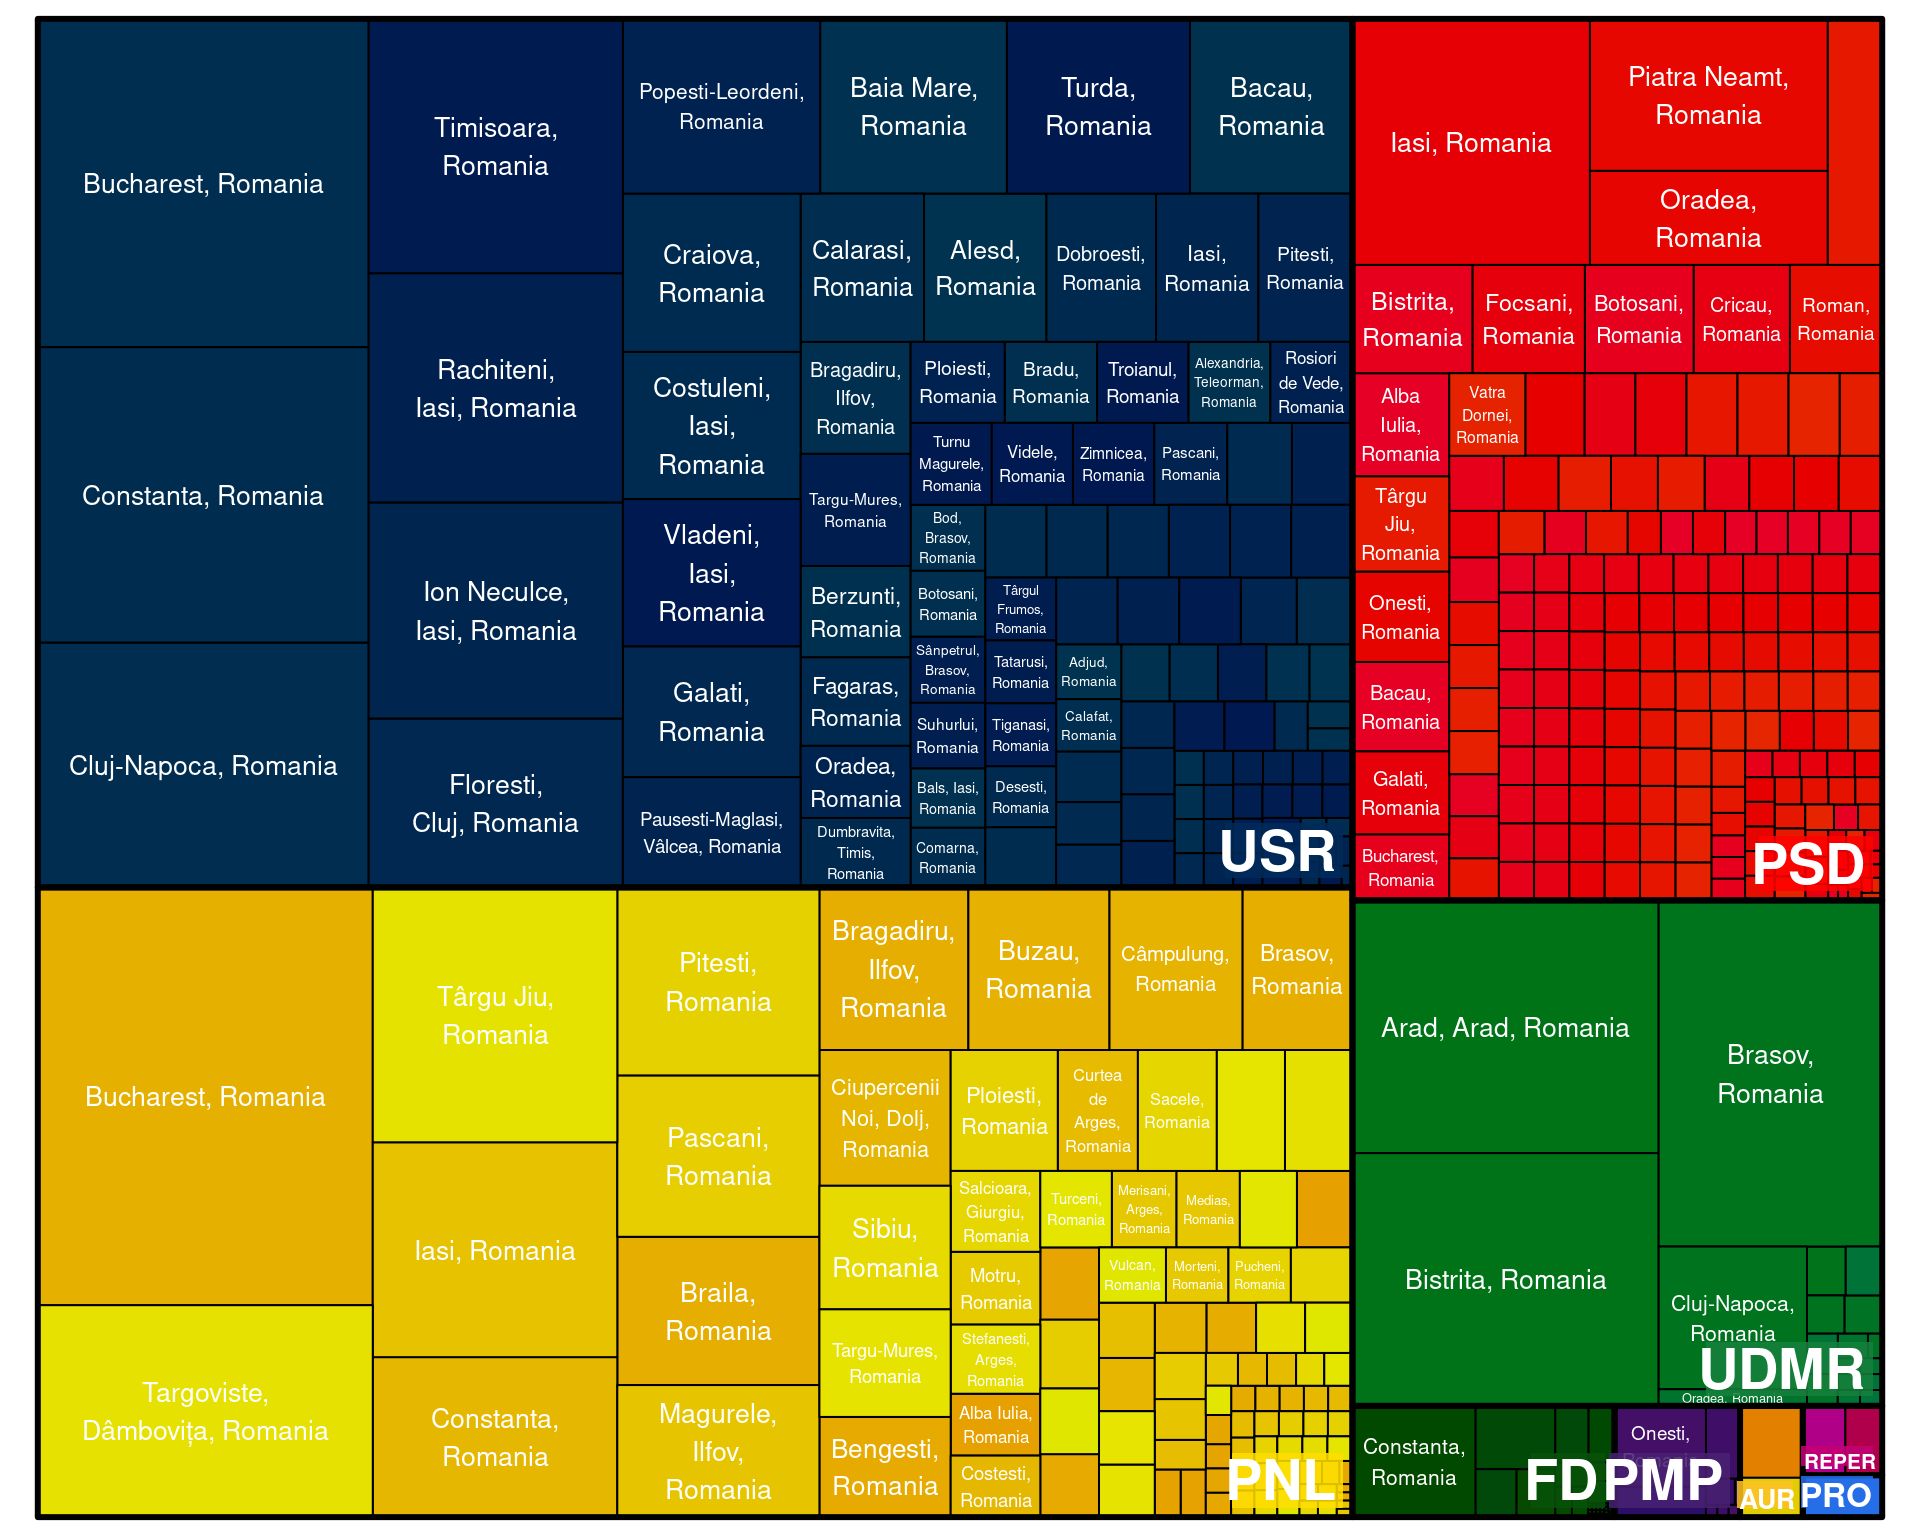 Bucharest, Romania
Constanta, Romania
Cluj-Napoca, Romania
Timisoara,
Romania
Rachiteni,
Iasi, Romania
Ion Neculce,
Iasi, Romania
Floresti,
Cluj, Romania
Popesti-Leordeni,
Romania
Baia Mare,
Romania
Turda,
Romania
Bacau,
Romania
Craiova,
Romania
Costuleni,
Iasi,
Romania
Vladeni,
Iasi,
Romania
Galati,
Romania
Pausesti-Maglasi,
Vâlcea, Romania
Calarasi,
Romania
Alesd,
Romania
Dobroesti,
Romania
Iasi,
Romania
Pitesti,
Romania
Bragadiru,
Ilfov,
Romania
Targu-Mures,
Romania
Berzunti,
Romania
Fagaras,
Romania
Oradea,
Romania
Dumbravita,
Timis,
Romania
Ploiesti,
Romania
Bradu,
Romania
Troianul,
Romania
Alexandria,
Teleorman,
Romania
Rosiori
de Vede,
Romania
Turnu
Magurele,
Romania
Videle,
Romania
Zimnicea,
Romania
Pascani,
Romania
Bod,
Brasov,
Romania
Botosani,
Romania
Sânpetrul,
Brasov,
Romania
Suhurlui,
Romania
Bals, Iasi,
Romania
Comarna,
Romania
Târgul
Frumos,
Romania
Tatarusi,
Romania
Tiganasi,
Romania
Desesti,
Romania
Adjud,
Romania
Calafat,
Romania
USR
Iasi, Romania
Piatra Neamt,
Romania
Oradea,
Romania
Bistrita,
Romania
Focsani,
Romania
Botosani,
Romania
Cricau,
Romania
Roman,
Romania
Alba
Iulia,
Romania
Vatra
Dornei,
Romania
Târgu
Jiu,
Romania
Onesti,
Romania
Bacau,
Romania
Galati,
Romania
Bucharest,
Romania
PSD
Bucharest, Romania
Targoviste,
Dâmbovița, Romania
Târgu Jiu,
Romania
Iasi, Romania
Constanta,
Romania
Pitesti,
Romania
Pascani,
Romania
Braila,
Romania
Magurele,
Ilfov,
Romania
Bragadiru,
Ilfov,
Romania
Buzau,
Romania
Câmpulung,
Romania
Brasov,
Romania
Ciupercenii
Noi, Dolj,
Romania
Sibiu,
Romania
Targu-Mures,
Romania
Bengesti,
Romania
Ploiesti,
Romania
Curtea
de
Arges,
Romania
Sacele,
Romania
Salcioara,
Giurgiu,
Romania
Turceni,
Romania
Merisani,
Arges,
Romania
Medias,
Romania
Motru,
Romania
Vulcan,
Romania
Morteni,
Romania
Pucheni,
Romania
Stefanesti,
Arges,
Romania
Alba Iulia,
Romania
Costesti,
Romania
PNL
Arad, Arad, Romania
Bistrita, Romania
Brasov,
Romania
Cluj-Napoca,
Romania
UDMR
Oradea, Romania
Constanta,
Romania
FD
Onesti,
Romania
PMP
AUR
REPER
PRO